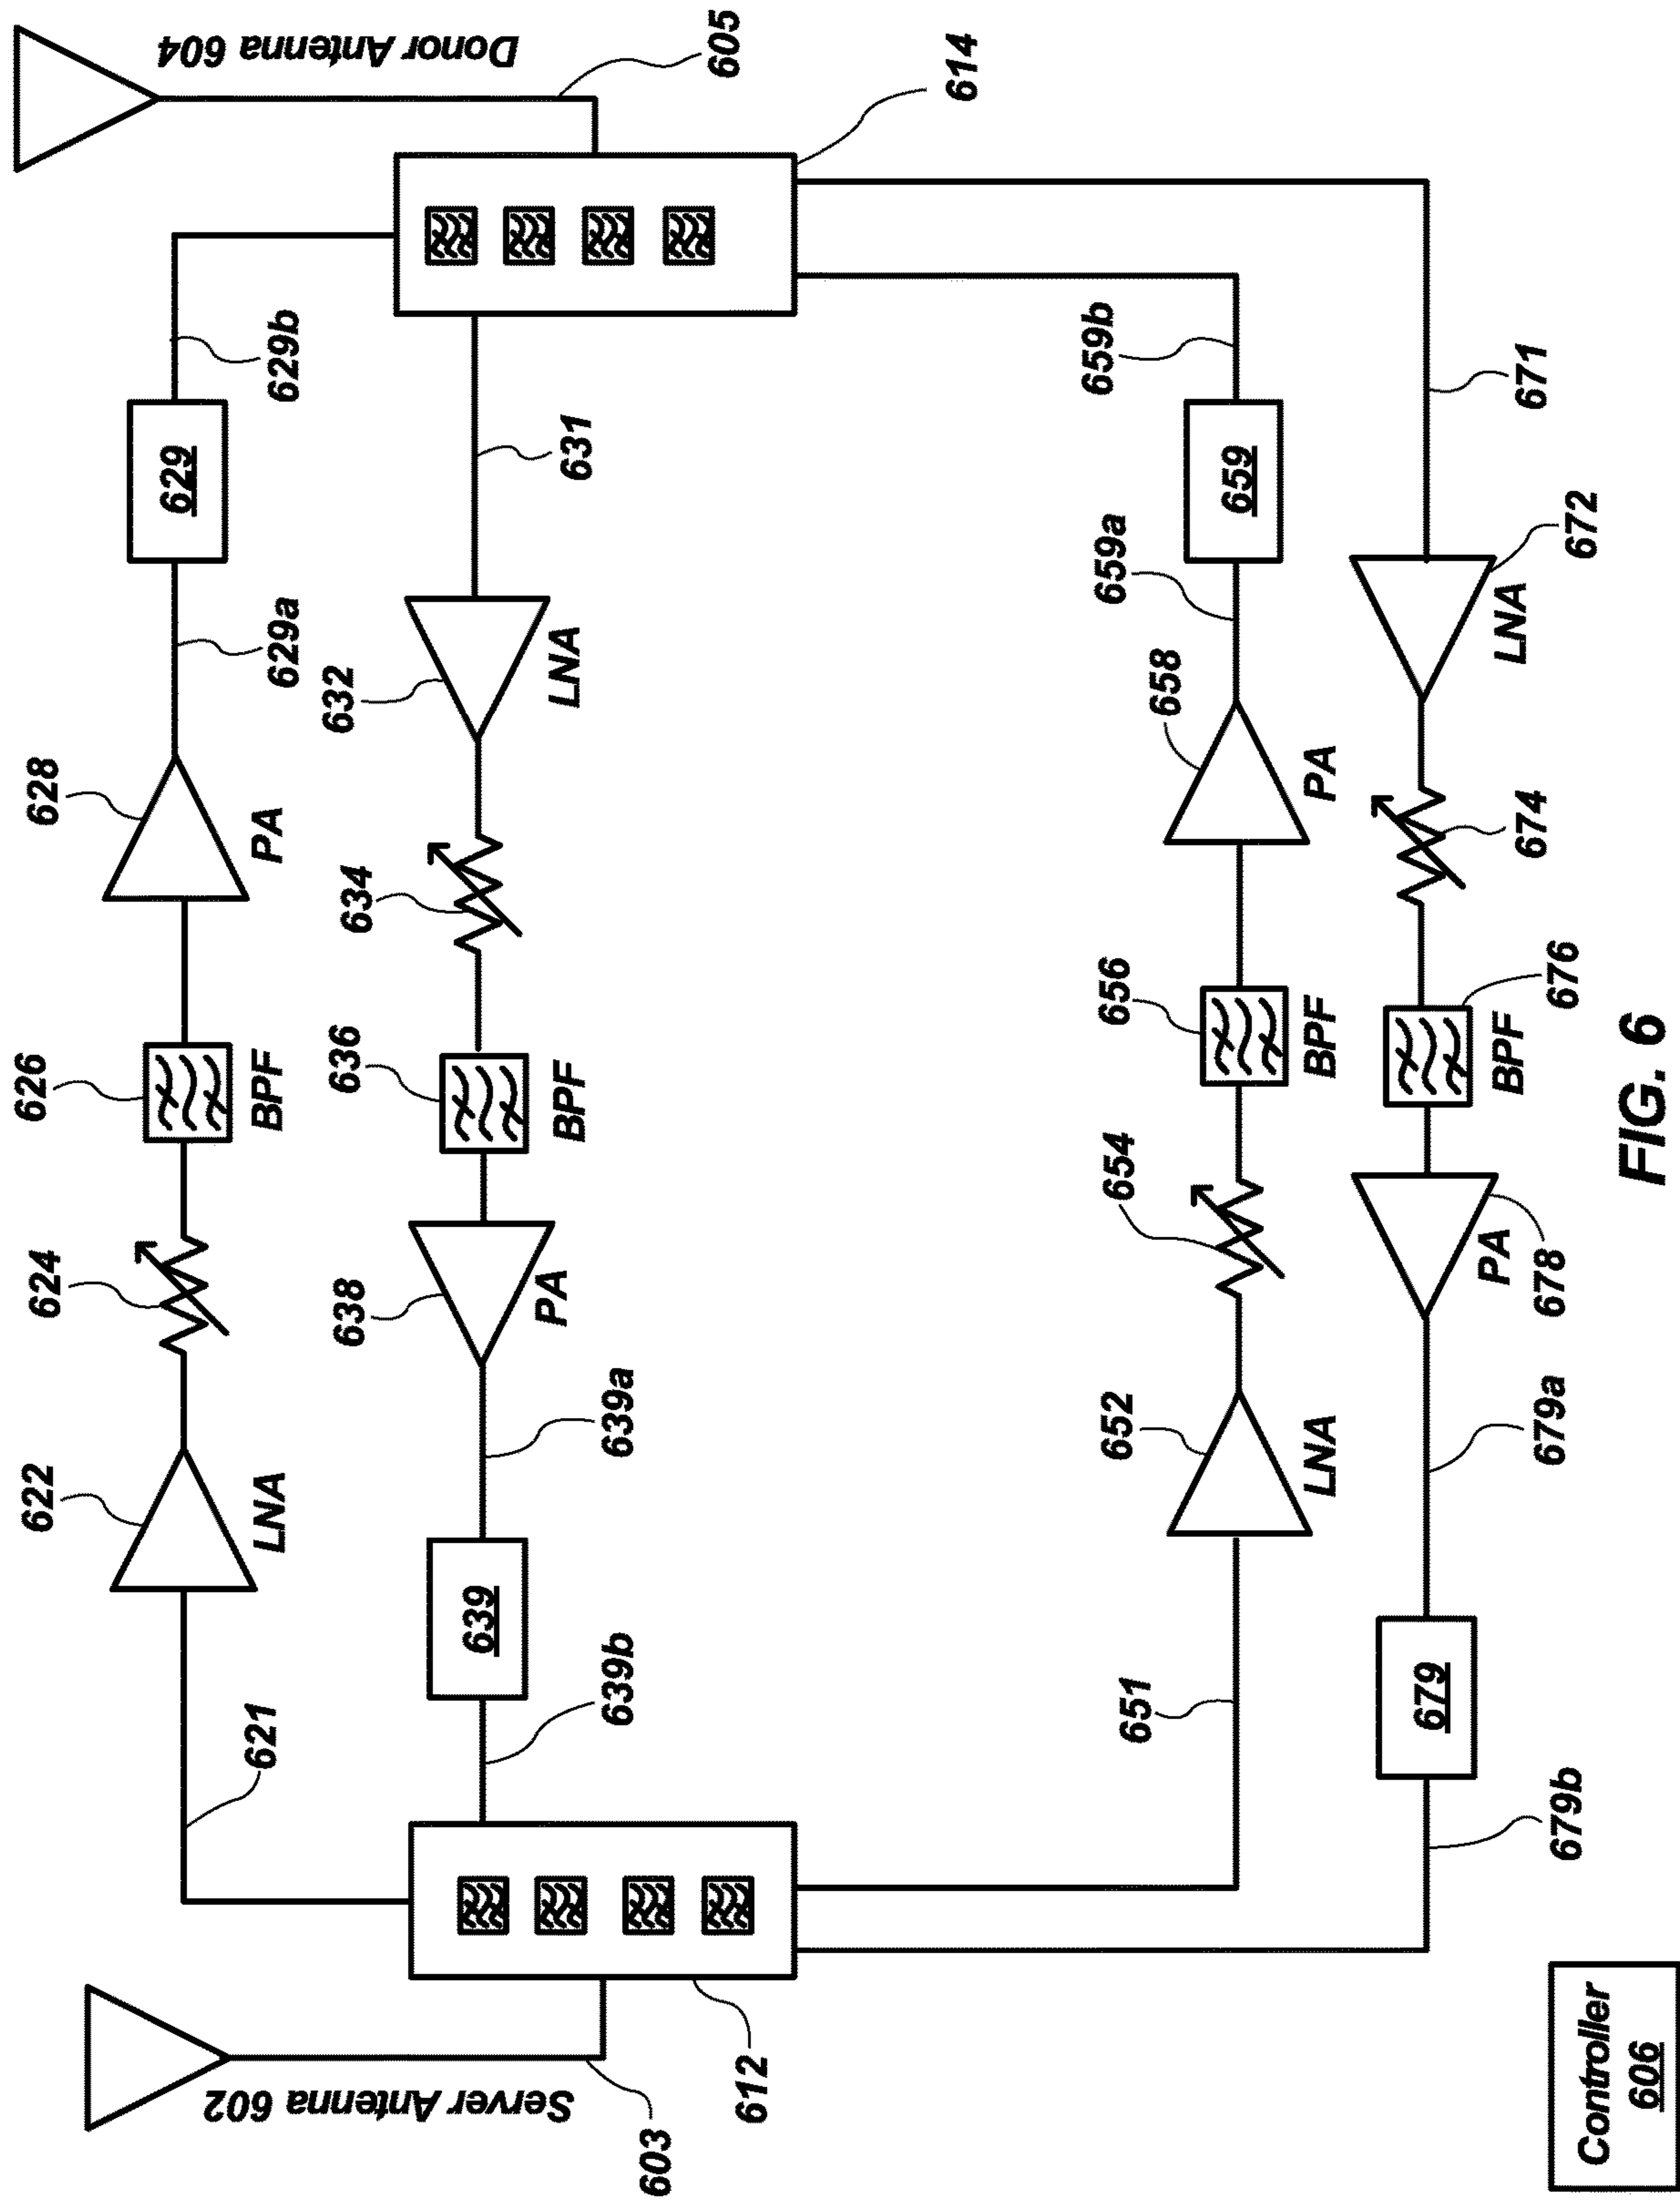 Server Antenna 602
603
612
Donor Antenna 604
605
614
621
622
LNA
624
626
BPF
628
PA
629a
629
629b
631
632
LNA
634
636
BPF
638
PA
639a
639
639b
651
652
LNA
654
656
BPF
658
PA
659a
659
659b
671
672
LNA
674
676
BPF
678
PA
679a
679
679b
Controller
606
FIG. 6